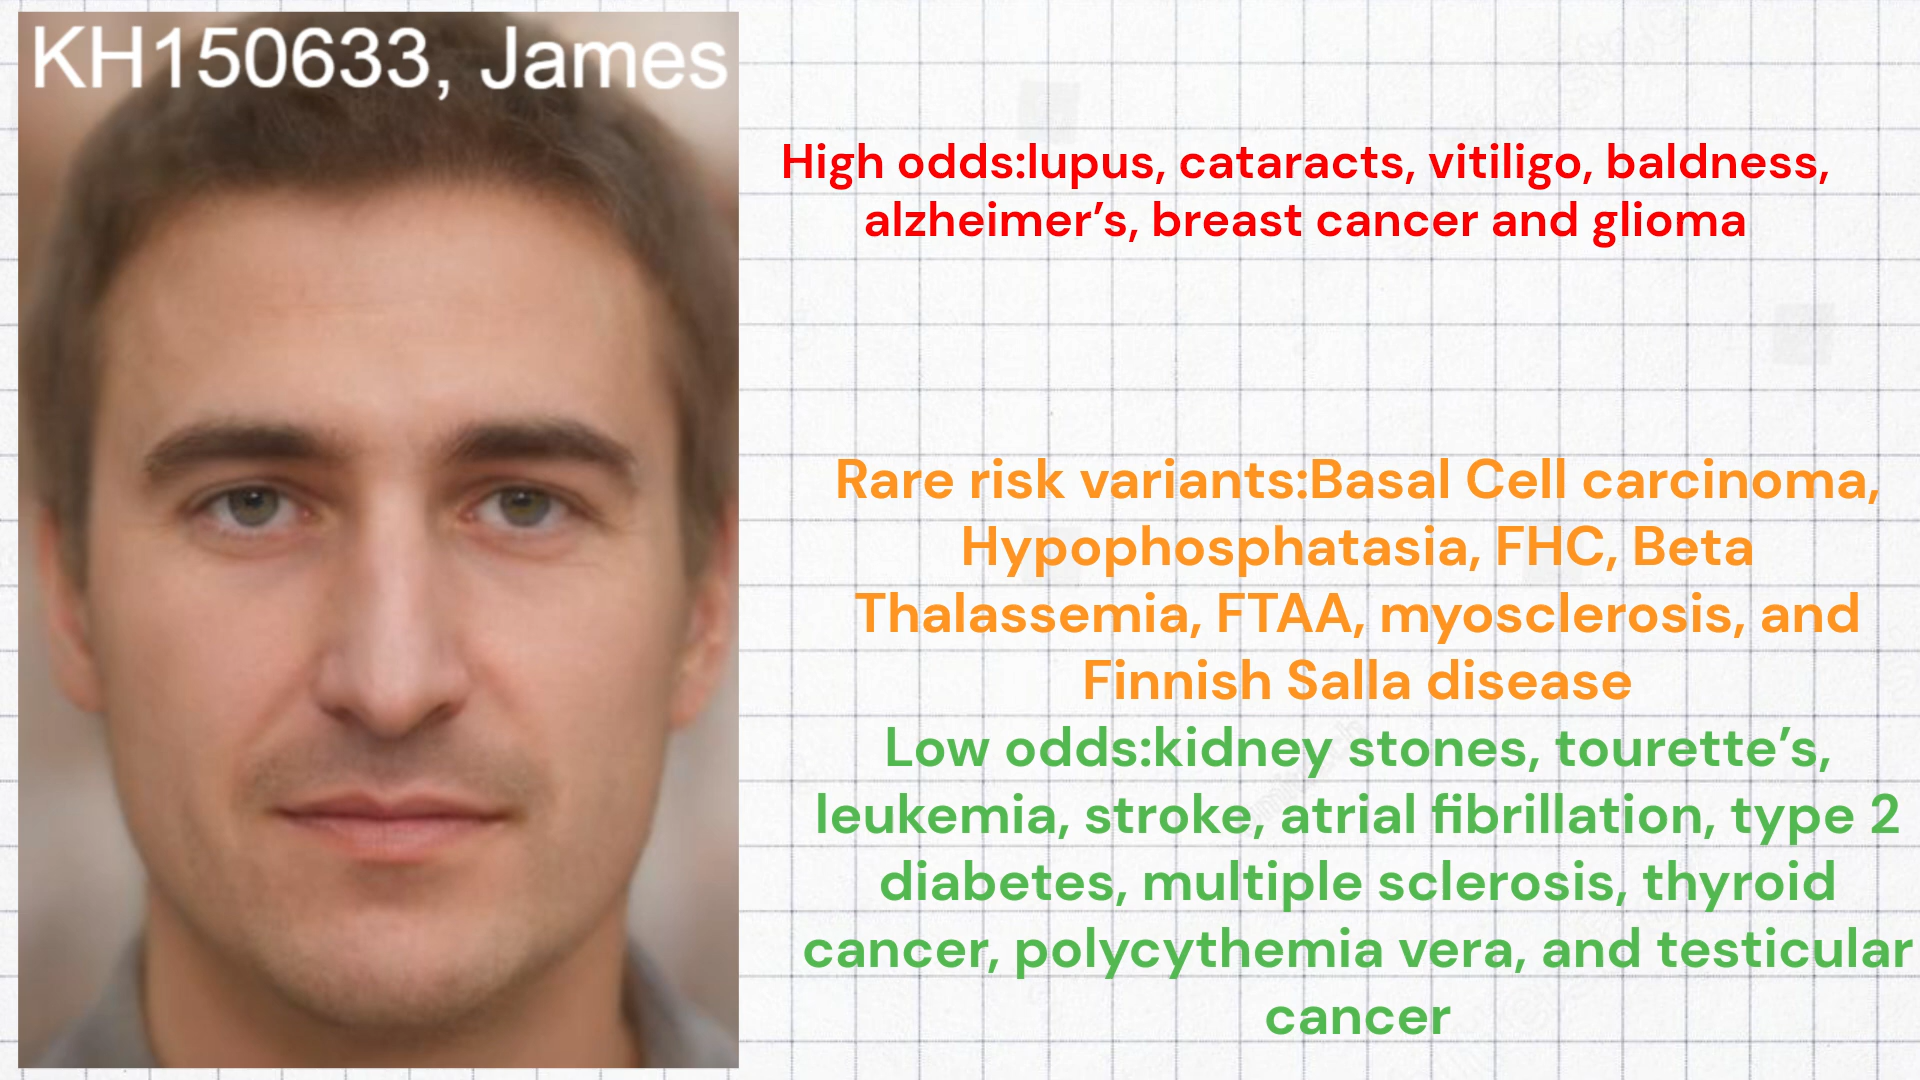 KH150633, James
High odds:lupus, cataracts, vitiligo, baldness,
alzheimer’s, breast cancer and glioma
Rare risk variants:Basal Cell carcinoma,
Hypophosphatasia, FHC, Beta
Thalassemia, FTAA, myosclerosis, and
Finnish Salla disease
Low odds:kidney stones, tourette’s,
leukemia, stroke, atrial fibrillation, type 2
diabetes, multiple sclerosis, thyroid
cancer, polycythemia vera, and testicular
cancer